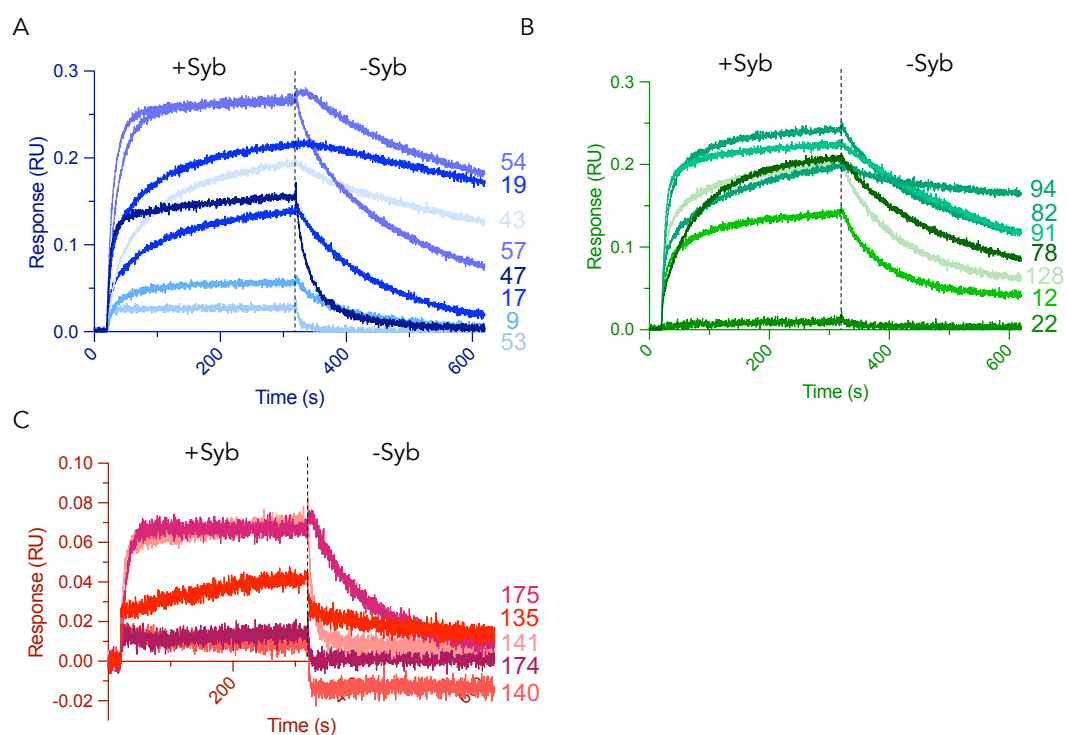 A
+Syb
-Syb
0.3
0.2
0.1
0.0
Response (RU)
0
200
400
600
Time (s)
54
19
43
57
47
17
9
53
B
+Syb
-Syb
0.3
0.2
0.1
0.0
Response (RU)
0
200
400
600
Time (s)
94
82
91
78
128
12
22
C
+Syb
-Syb
0.10
0.08
0.06
0.04
0.02
0.00
-0.02
Response (RU)
200
Time (s)
175
135
141
174
140